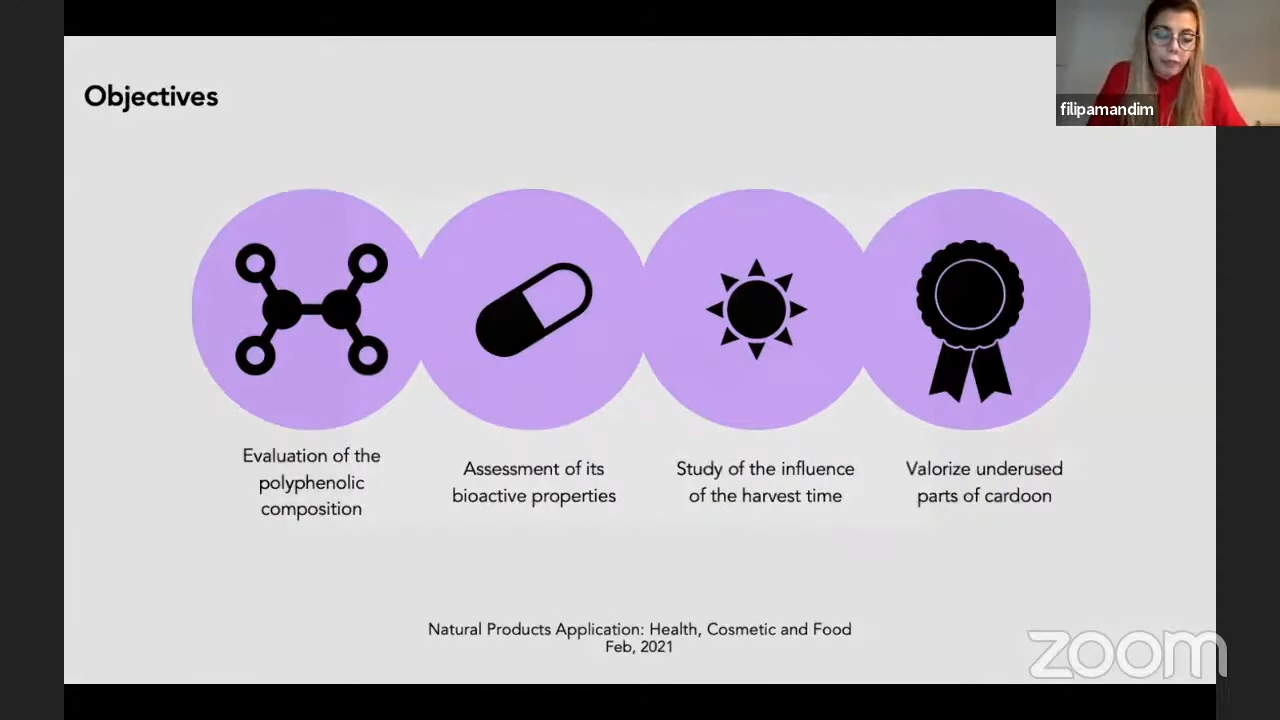 Objectives
filipamandim
Evaluation of the
polyphenolic
composition
Assessment of its
bioactive properties
Study of the influence
of the harvest time
Valorize underused
parts of cardoon
Natural Products Application: Health, Cosmetic and Food
Feb, 2021
zoom